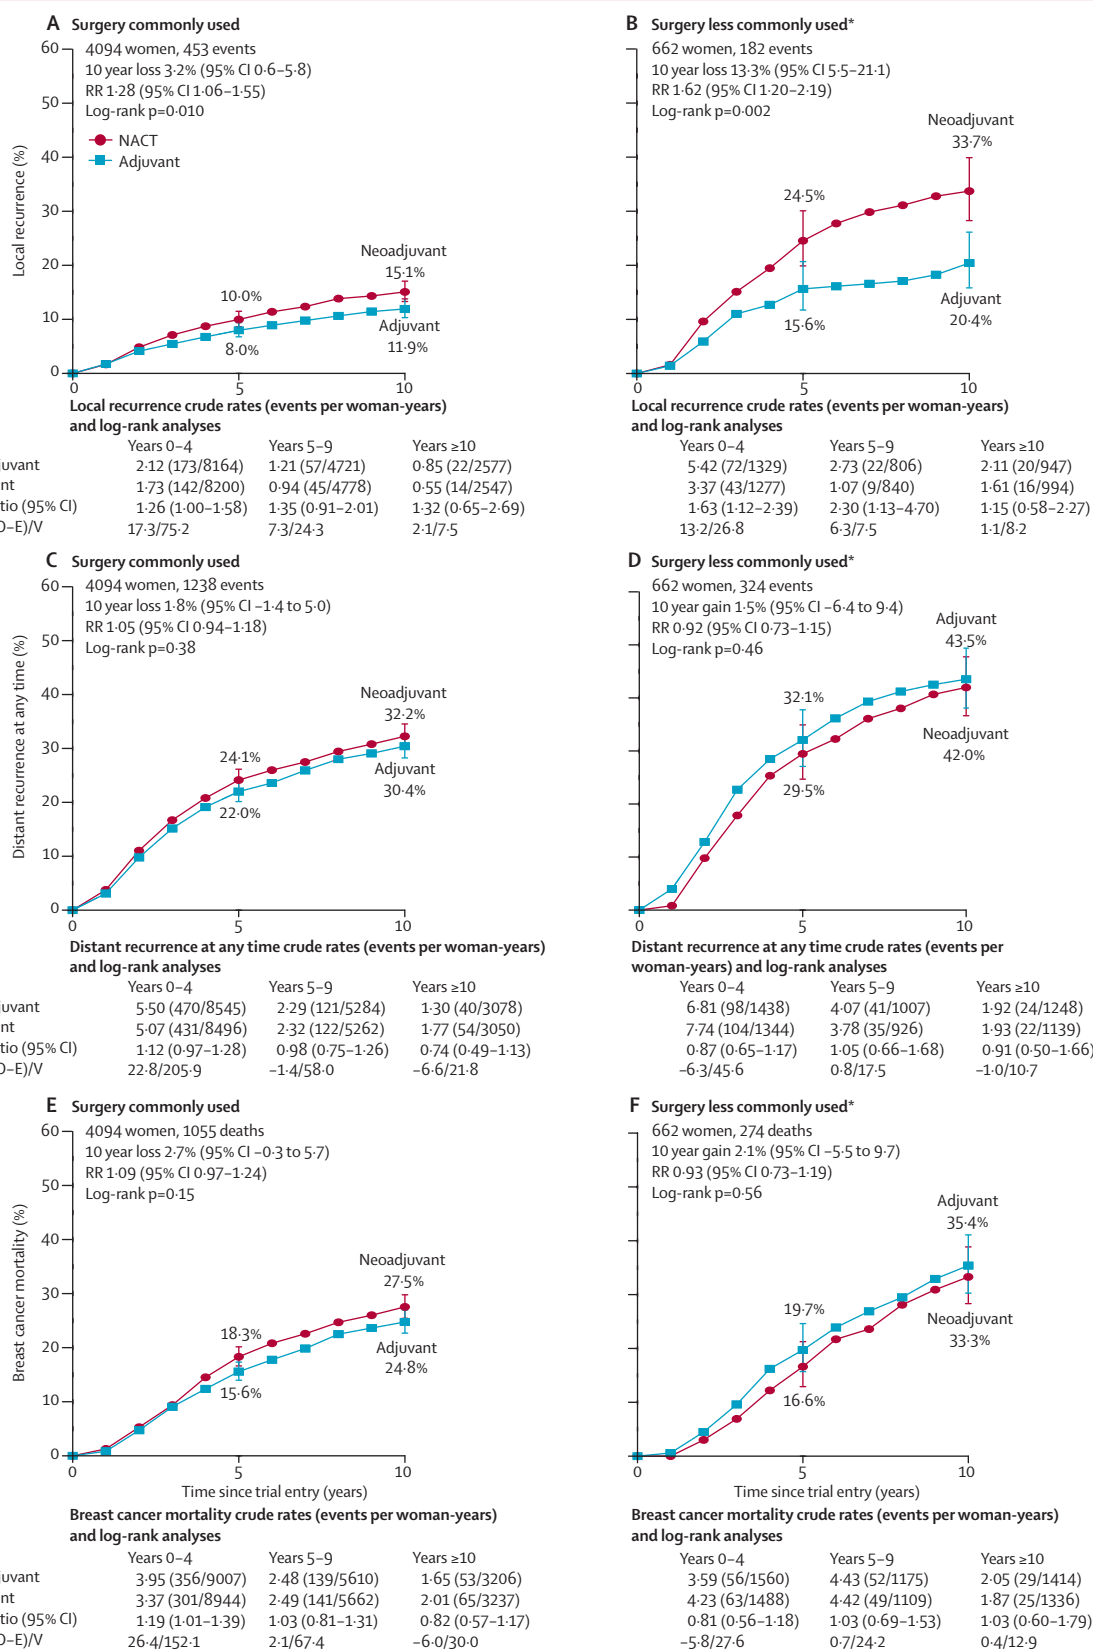 A Surgery commonly used
4094 women, 453 events
10 year loss 3·2% (95% CI 0·6–5·8)
RR 1·28 (95% CI 1·06–1·55)
Log-rank p=0·010
NACT
Adjuvant
Local recurrence (%)
60
50
40
30
20
10
0
Neoadjuvant
15·1%
10·0%
Adjuvant
11·9%
8·0%
0 5 10
Local recurrence crude rates (events per woman-years)
and log-rank analyses
Years 0–4 Years 5–9 Years ≥10
juvant 2·12 (173/8164) 1·21 (57/4721) 0·85 (22/2577)
nt 1·73 (142/8200) 0·94 (45/4778) 0·55 (14/2547)
tio (95% CI) 1·26 (1·00–1·58) 1·35 (0·91–2·01) 1·32 (0·65–2·69)
O–E)/V 17·3/75·2 7·3/24·3 2·1/7·5
B Surgery less commonly used*
662 women, 182 events
10 year loss 13·3% (95% CI 5·5–21·1)
RR 1·62 (95% CI 1·20–2·19)
Log-rank p=0·002
Neoadjuvant
33·7%
24·5%
Adjuvant
20·4%
15·6%
0 5 10
Local recurrence crude rates (events per woman-years)
and log-rank analyses
Years 0–4 Years 5–9 Years ≥10
5·42 (72/1329) 2·73 (22/806) 2·11 (20/947)
3·37 (43/1277) 1·07 (9/840) 1·61 (16/994)
1·63 (1·12–2·39) 2·30 (1·13–4·70) 1·15 (0·58–2·27)
13·2/26·8 6·3/7·5 1·1/8·2
C Surgery commonly used
4094 women, 1238 events
10 year loss 1·8% (95% CI –1·4 to 5·0)
RR 1·05 (95% CI 0·94–1·18)
Log-rank p=0·38
Distant recurrence at any time (%)
60
50
40
30
20
10
0
Neoadjuvant
32·2%
24·1%
Adjuvant
30·4%
22·0%
0 5 10
Distant recurrence at any time crude rates (events per woman-years)
and log-rank analyses
Years 0–4 Years 5–9 Years ≥10
juvant 5·50 (470/8545) 2·29 (121/5284) 1·30 (40/3078)
nt 5·07 (431/8496) 2·32 (122/5262) 1·77 (54/3050)
tio (95% CI) 1·12 (0·97–1·28) 0·98 (0·75–1·26) 0·74 (0·49–1·13)
O–E)/V 22·8/205·9 –1·4/58·0 –6·6/21·8
D Surgery less commonly used*
662 women, 324 events
10 year gain 1·5% (95% CI –6·4 to 9·4)
RR 0·92 (95% CI 0·73–1·15)
Log-rank p=0·46
Adjuvant
43·5%
32·1%
Neoadjuvant
42·0%
29·5%
0 5 10
Distant recurrence at any time crude rates (events per
woman-years) and log-rank analyses
Years 0–4 Years 5–9 Years ≥10
6·81 (98/1438) 4·07 (41/1007) 1·92 (24/1248)
7·74 (104/1344) 3·78 (35/926) 1·93 (22/1139)
0·87 (0·65–1·17) 1·05 (0·66–1·68) 0·91 (0·50–1·66)
–6·3/45·6 0·8/17·5 –1·0/10·7
E Surgery commonly used
4094 women, 1055 deaths
10 year loss 2·7% (95% CI –0·3 to 5·7)
RR 1·09 (95% CI 0·97–1·24)
Log-rank p=0·15
Breast cancer mortality (%)
60
50
40
30
20
10
0
Neoadjuvant
27·5%
18·3%
Adjuvant
24·8%
15·6%
0 5 10
Time since trial entry (years)
Breast cancer mortality crude rates (events per woman-years)
and log-rank analyses
Years 0–4 Years 5–9 Years ≥10
juvant 3·95 (356/9007) 2·48 (139/5610) 1·65 (53/3206)
nt 3·37 (301/8944) 2·49 (141/5662) 2·01 (65/3237)
tio (95% CI) 1·19 (1·01–1·39) 1·03 (0·81–1·31) 0·82 (0·57–1·17)
O–E)/V 26·4/152·1 2·1/67·4 –6·0/30·0
F Surgery less commonly used*
662 women, 274 deaths
10 year gain 2·1% (95% CI –5·5 to 9·7)
RR 0·93 (95% CI 0·73–1·19)
Log-rank p=0·56
Adjuvant
35·4%
19·7%
Neoadjuvant
33·3%
16·6%
0 5 10
Time since trial entry (years)
Breast cancer mortality crude rates (events per woman-years)
and log-rank analyses
Years 0–4 Years 5–9 Years ≥10
3·59 (56/1560) 4·43 (52/1175) 2·05 (29/1414)
4·23 (63/1488) 4·42 (49/1109) 1·87 (25/1336)
0·81 (0·56–1·18) 1·03 (0·69–1·53) 1·03 (0·60–1·79)
–5·8/27·6 0·7/24·2 0·4/12·9